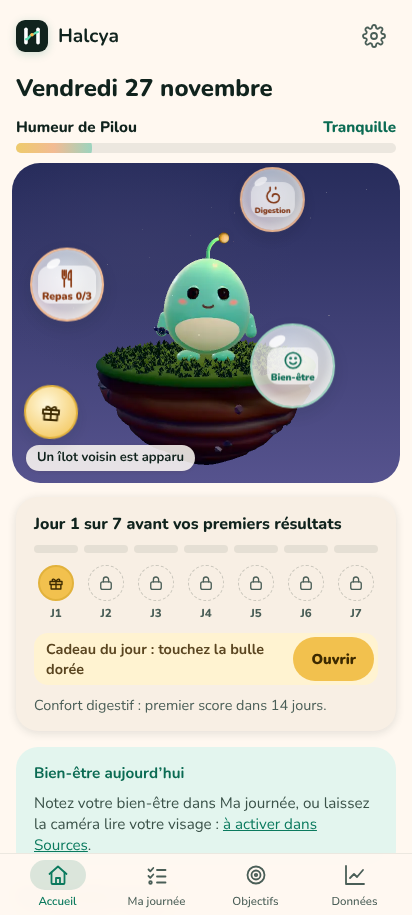 Halcya
Vendredi 27 novembre
Humeur de Pilou
Tranquille
Digestion
Repas 0/3
Bien-être
Un îlot voisin est apparu
Jour 1 sur 7 avant vos premiers résultats
J1
J2
J3
J4
J5
J6
J7
Cadeau du jour : touchez la bulle
dorée
Ouvrir
Confort digestif : premier score dans 14 jours.
Bien-être aujourd’hui
Notez votre bien-être dans Ma journée, ou laissez
la caméra lire votre visage : à activer dans
Sources.
Accueil
Ma journée
Objectifs
Données